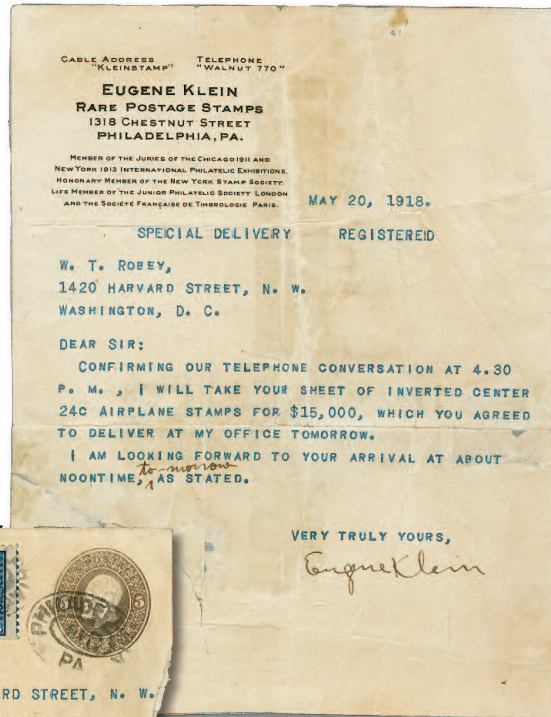 CABLE ADDRESS "KLEINSTAMP"
TELEPHONE "WALNUT 770"
EUGENE KLEIN
RARE POSTAGE STAMPS
1318 CHESTNUT STREET
PHILADELPHIA, PA.
MEMBER OF THE JURIES OF THE CHICAGO 1911 AND
NEW YORK 1913 INTERNATIONAL PHILATELIC EXHIBITIONS.
HONORARY MEMBER OF THE NEW YORK STAMP SOCIETY.
LIFE MEMBER OF THE JUNIOR PHILATELIC SOCIETY LONDON
AND THE SOCIÉTÉ FRANÇAISE DE TIMBROLOGIE PARIS.
MAY 20, 1918.
SPECIAL DELIVERY REGISTERED
W. T. ROBEY,
1420 HARVARD STREET, N. W.
WASHINGTON, D. C.
DEAR SIR:
CONFIRMING OUR TELEPHONE CONVERSATION AT 4.30
P. M. , I WILL TAKE YOUR SHEET OF INVERTED CENTER
24C AIRPLANE STAMPS FOR $15,000, WHICH YOU AGREED
TO DELIVER AT MY OFFICE TOMORROW.
I AM LOOKING FORWARD TO YOUR ARRIVAL AT ABOUT
NOONTIME, to-morrow AS STATED.
VERY TRULY YOURS,
Eugene Klein
5 5
PHILADEL
PA
RD STREET, N. W.